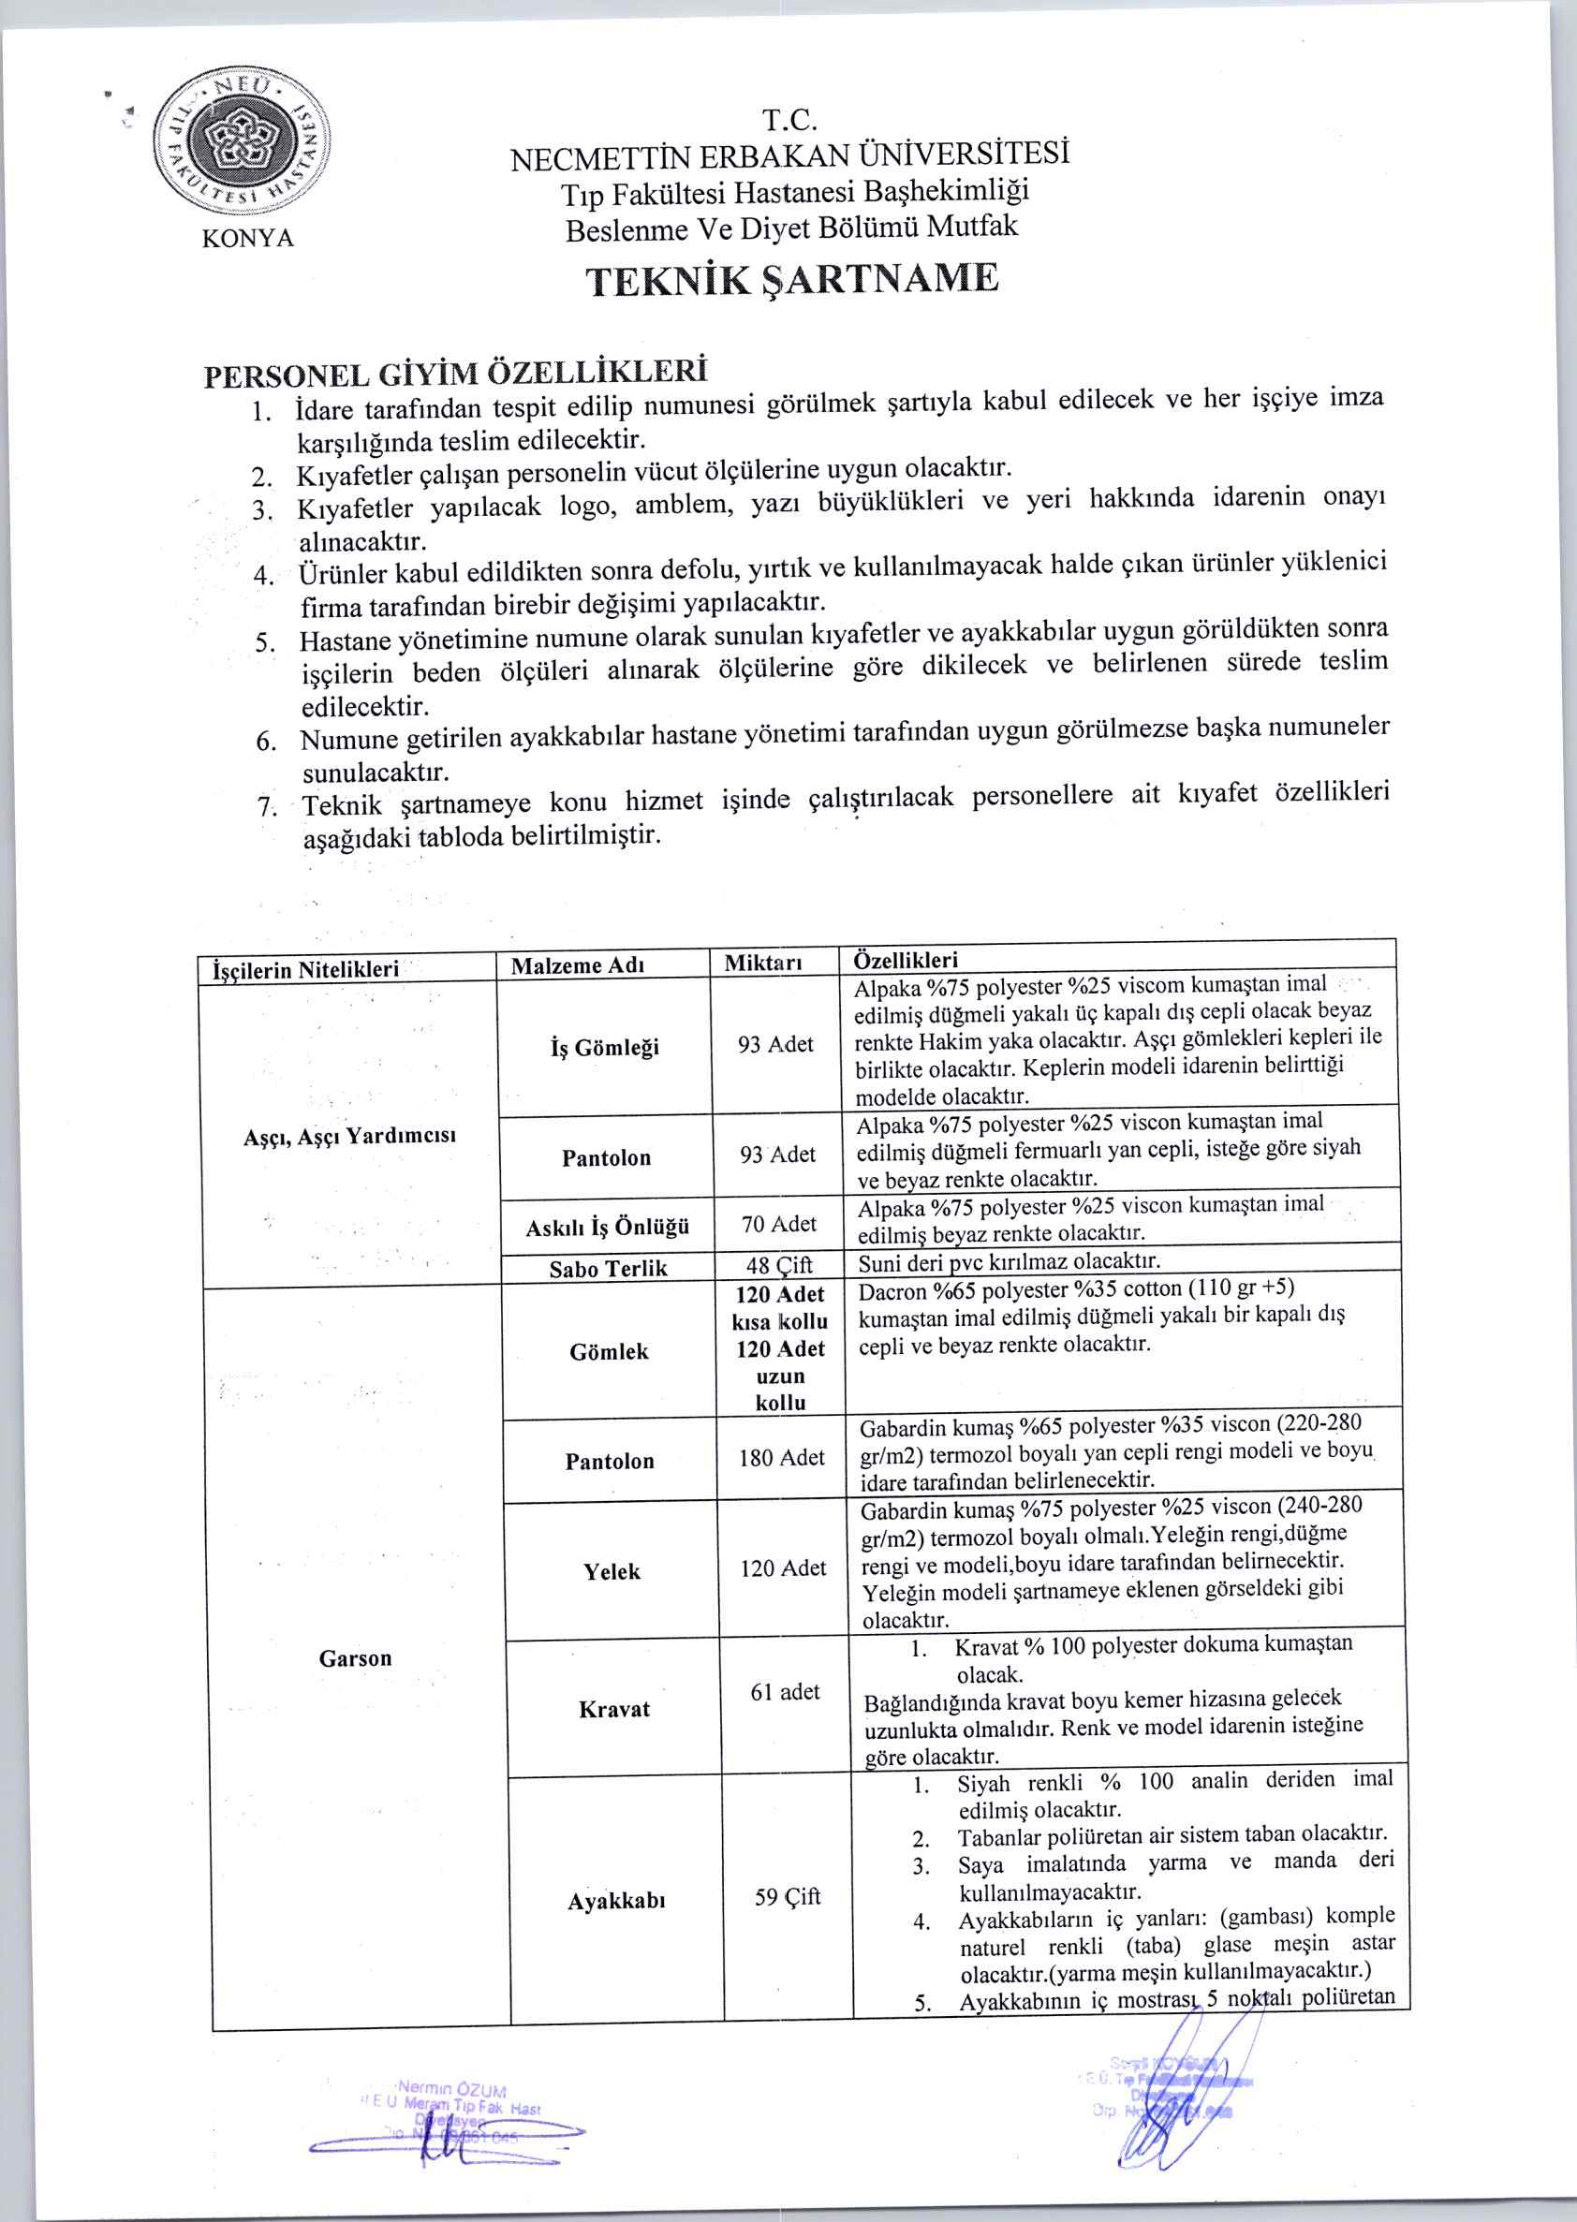 NEÜ
TIP FAKÜLTESİ HASTANESİ
KONYA
T.C.
NECMETTİN ERBAKAN ÜNİVERSİTESİ
Tıp Fakültesi Hastanesi Başhekimliği
Beslenme Ve Diyet Bölümü Mutfak
TEKNİK ŞARTNAME
PERSONEL GİYİM ÖZELLİKLERİ
1. İdare tarafından tespit edilip numunesi görülmek şartıyla kabul edilecek ve her işçiye imza
karşılığında teslim edilecektir.
2. Kıyafetler çalışan personelin vücut ölçülerine uygun olacaktır.
3. Kıyafetler yapılacak logo, amblem, yazı büyüklükleri ve yeri hakkında idarenin onayı
alınacaktır.
4. Ürünler kabul edildikten sonra defolu, yırtık ve kullanılmayacak halde çıkan ürünler yüklenici
firma tarafından birebir değişimi yapılacaktır.
5. Hastane yönetimine numune olarak sunulan kıyafetler ve ayakkabılar uygun görüldükten sonra
işçilerin beden ölçüleri alınarak ölçülerine göre dikilecek ve belirlenen sürede teslim
edilecektir.
6. Numune getirilen ayakkabılar hastane yönetimi tarafından uygun görülmezse başka numuneler
sunulacaktır.
7. Teknik şartnameye konu hizmet işinde çalıştırılacak personellere ait kıyafet özellikleri
aşağıdaki tabloda belirtilmiştir.
İşçilerin Nitelikleri Malzeme Adı Miktarı Özellikleri
Aşçı, Aşçı Yardımcısı
İş Gömleği
93 Adet
Alpaka %75 polyester %25 viscom kumaştan imal
edilmiş düğmeli yakalı üç kapalı dış cepli olacak beyaz
renkte Hakim yaka olacaktır. Aşçı gömlekleri kepleri ile
birlikte olacaktır. Keplerin modeli idarenin belirttiği
modelde olacaktır.
Pantolon
93 Adet
Alpaka %75 polyester %25 viscon kumaştan imal
edilmiş düğmeli fermuarlı yan cepli, isteğe göre siyah
ve beyaz renkte olacaktır.
Askılı İş Önlüğü
70 Adet
Alpaka %75 polyester %25 viscon kumaştan imal
edilmiş beyaz renkte olacaktır.
Sabo Terlik
48 Çift
Suni deri pvc kırılmaz olacaktır.
Garson
Gömlek
120 Adet
kısa kollu
120 Adet
uzun
kollu
Dacron %65 polyester %35 cotton (110 gr +5)
kumaştan imal edilmiş düğmeli yakalı bir kapalı dış
cepli ve beyaz renkte olacaktır.
Pantolon
180 Adet
Gabardin kumaş %65 polyester %35 viscon (220-280
gr/m2) termozol boyalı yan cepli rengi modeli ve boyu
idare tarafından belirlenecektir.
Yelek
120 Adet
Gabardin kumaş %75 polyester %25 viscon (240-280
gr/m2) termozol boyalı olmalı.Yeleğin rengi,düğme
rengi ve modeli,boyu idare tarafından belirnecektir.
Yeleğin modeli şartnameye eklenen görseldeki gibi
olacaktır.
Kravat
61 adet
1. Kravat % 100 polyester dokuma kumaştan
olacak.
Bağlandığında kravat boyu kemer hizasına gelecek
uzunlukta olmalıdır. Renk ve model idarenin isteğine
göre olacaktır.
Ayakkabı
59 Çift
1. Siyah renkli % 100 analin deriden imal
edilmiş olacaktır.
2. Tabanlar poliüretan air sistem taban olacaktır.
3. Saya imalatında yarma ve manda deri
kullanılmayacaktır.
4. Ayakkabıların iç yanları: (gambası) komple
naturel renkli (taba) glase meşin astar
olacaktır.(yarma meşin kullanılmayacaktır.)
5. Ayakkabının iç mostrası 5 noktalı poliüretan
Nermin ÖZUM
E U Meram Tıp Fak Hast